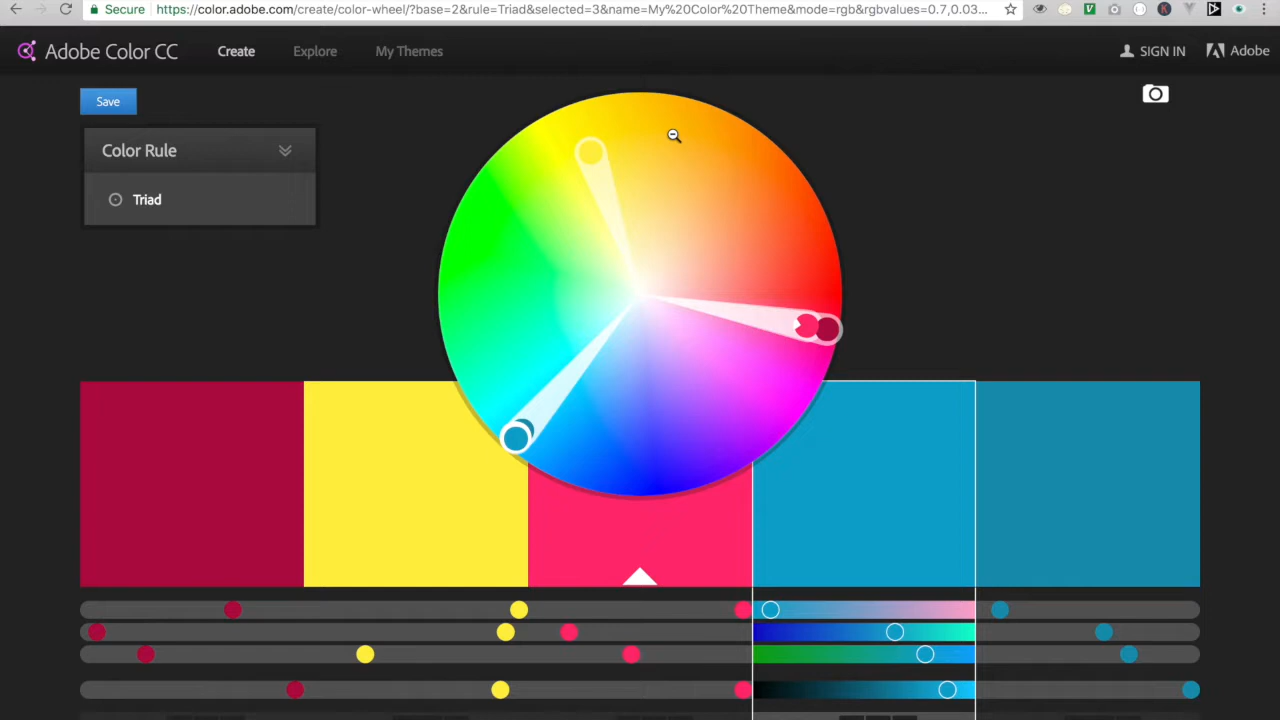 Secure https://color.adobe.com/create/color-wheel/?base=2&rule=Triad&selected=3&name=My%20Color%20Theme&mode=rgb&rgbvalues=0.7,0.03...
Adobe Color CC Create Explore My Themes SIGN IN Adobe
Save
Color Rule
Triad